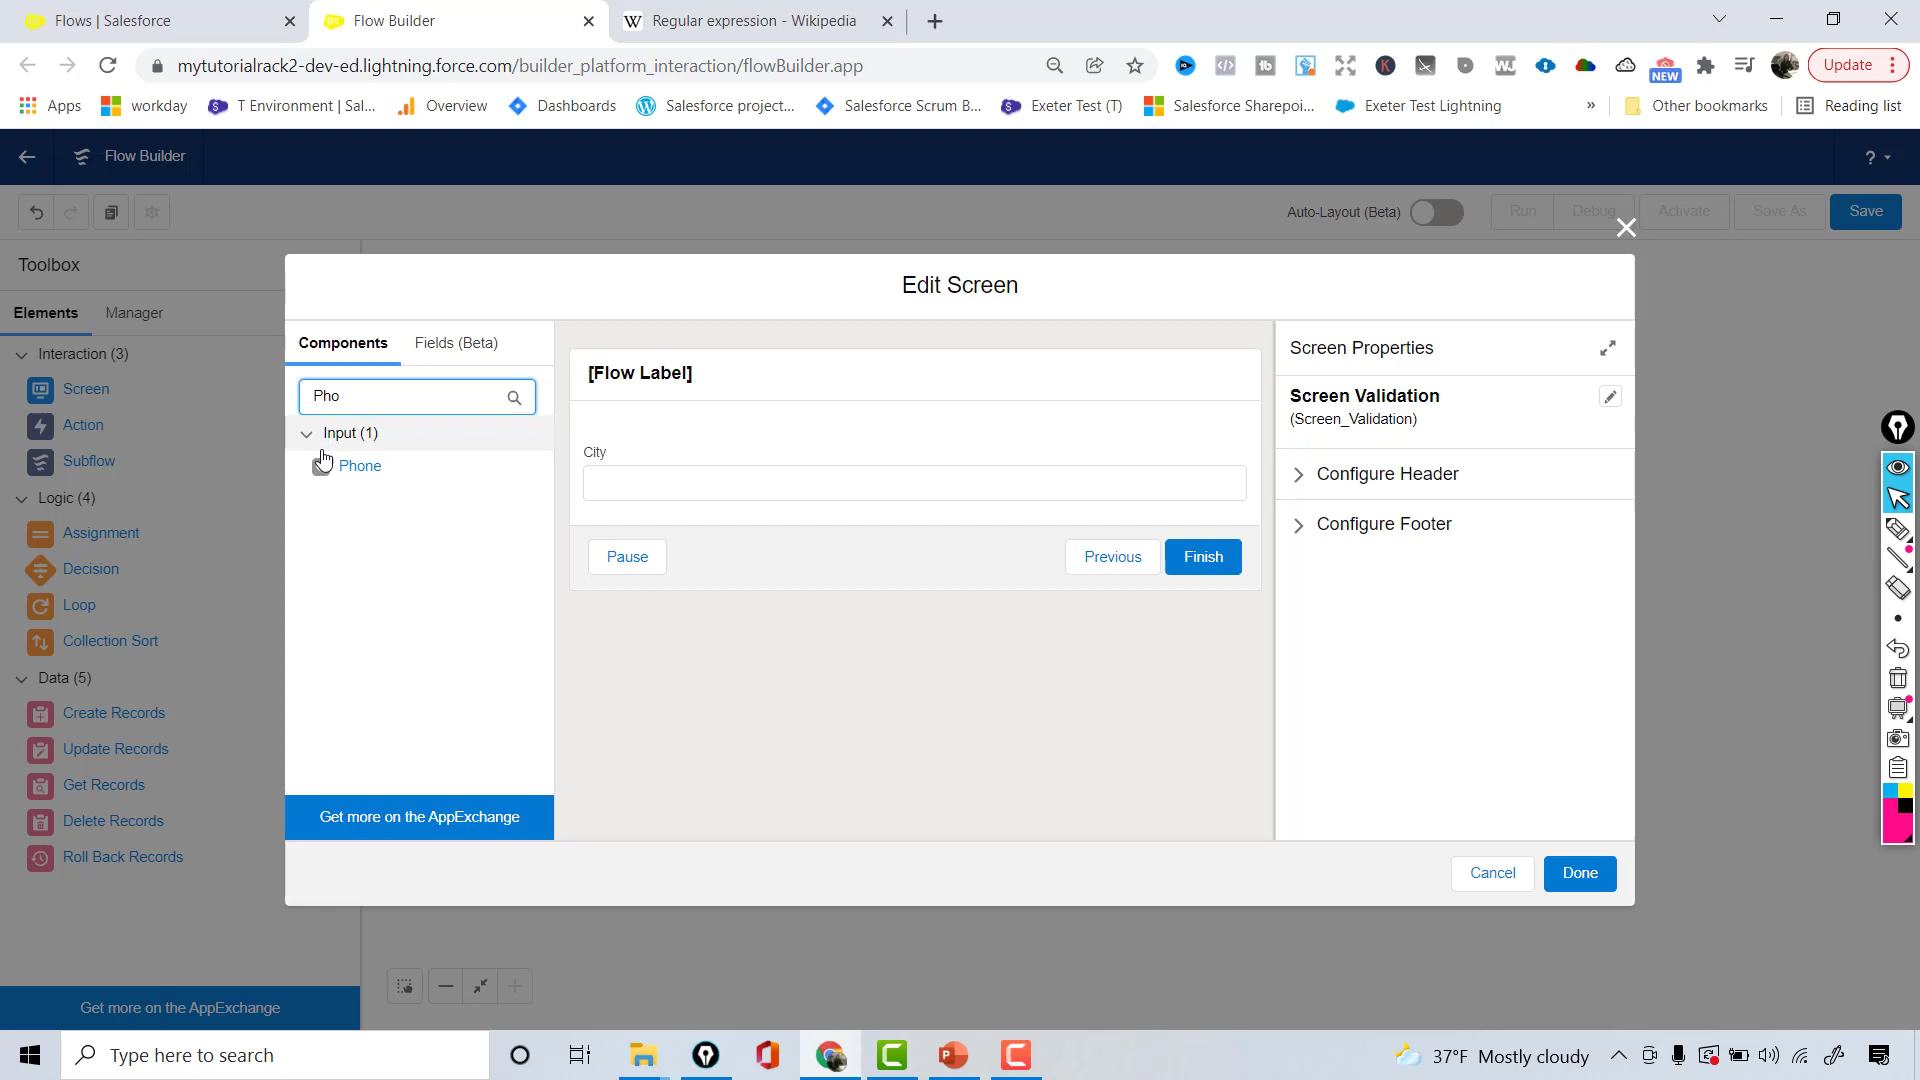 Flows | Salesforce
Flow Builder
W Regular expression - Wikipedia
mytutorialrack2-dev-ed.lightning.force.com/builder_platform_interaction/flowBuilder.app
NEW
Update
Apps
workday
T Environment | Sal...
Overview
Dashboards
Salesforce project...
Salesforce Scrum B...
Exeter Test (T)
Salesforce Sharepoi...
Exeter Test Lightning
»
Other bookmarks
Reading list
Flow Builder
?
Auto-Layout (Beta)
Run
Debug
Activate
Save As
Save
Toolbox
Elements
Manager
Interaction (3)
Screen
Action
Subflow
Logic (4)
Assignment
Decision
Loop
Collection Sort
Data (5)
Create Records
Update Records
Get Records
Delete Records
Roll Back Records
Get more on the AppExchange
Edit Screen
Components
Fields (Beta)
Pho
Input (1)
Phone
Get more on the AppExchange
[Flow Label]
City
Pause
Previous
Finish
Screen Properties
Screen Validation
(Screen_Validation)
Configure Header
Configure Footer
Cancel
Done
Type here to search
37°F Mostly cloudy